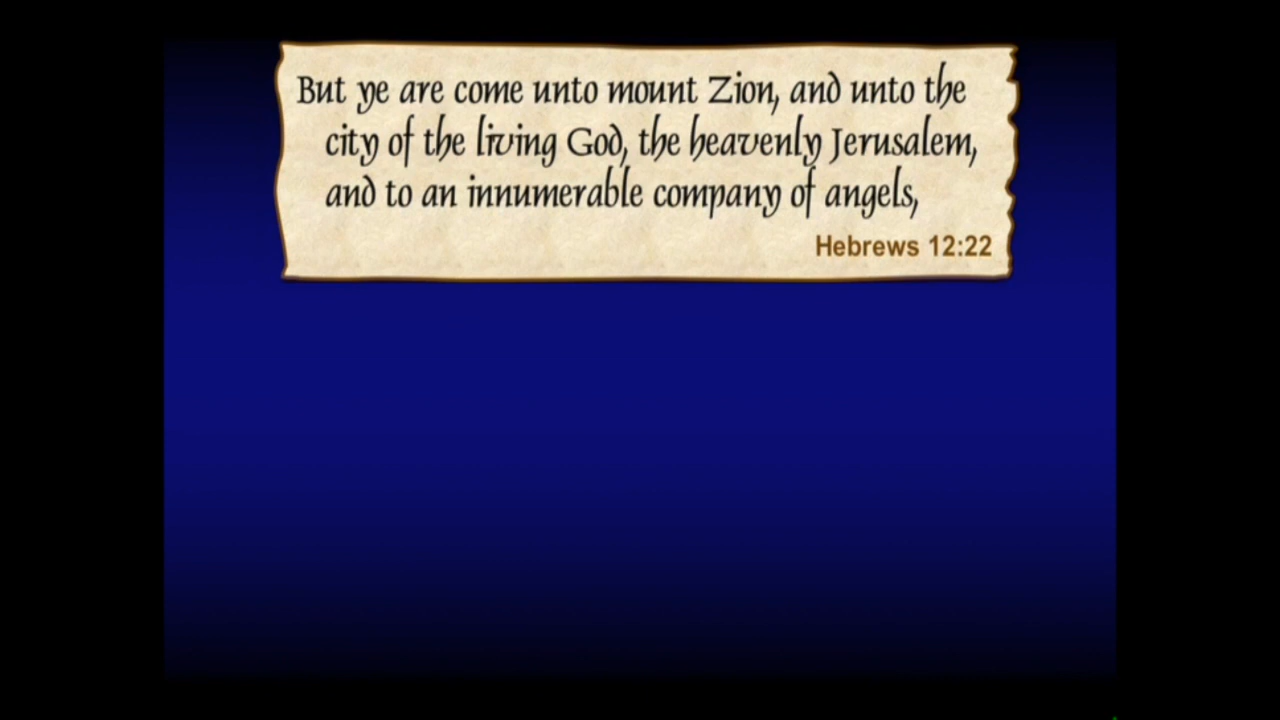 But ye are come unto mount Zion, and unto the
city of the living God, the heavenly Jerusalem,
and to an innumerable company of angels,
Hebrews 12:22